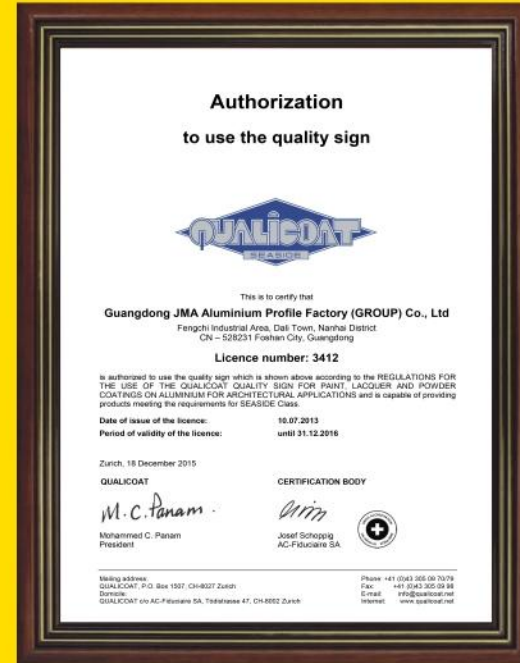 Authorization
to use the quality sign
QUALICOAT
SEASIDE
This is to certify that
Guangdong JMA Aluminium Profile Factory (GROUP) Co., Ltd
Fengchi Industrial Area, Dali Town, Nanhai District
CN – 528231 Foshan City, Guangdong
Licence number: 3412
is authorized to use the quality sign which is shown above according to the REGULATIONS FOR
THE USE OF THE QUALICOAT QUALITY SIGN FOR PAINT, LACQUER AND POWDER
COATINGS ON ALUMINIUM FOR ARCHITECTURAL APPLICATIONS and is capable of providing
products meeting the requirements for SEASIDE Class.
Date of issue of the licence: 10.07.2013
Period of validity of the licence: until 31.12.2016
Zurich, 18 December 2015
QUALICOAT CERTIFICATION BODY
M. C. Panam.
Mohammed C. Panam Josef Schoppig
President AC-Fiduciaire SA
Mailing address: Phone: +41 (0)43 305 09 70/79
QUALICOAT, P.O. Box 1507, CH-8027 Zurich Fax: +41 (0)43 305 09 98
Domicile: E-mail: info@qualicoat.net
QUALICOAT c/o AC-Fiduciaire SA, Tödistrasse 47, CH-8002 Zurich Internet: www.qualicoat.net